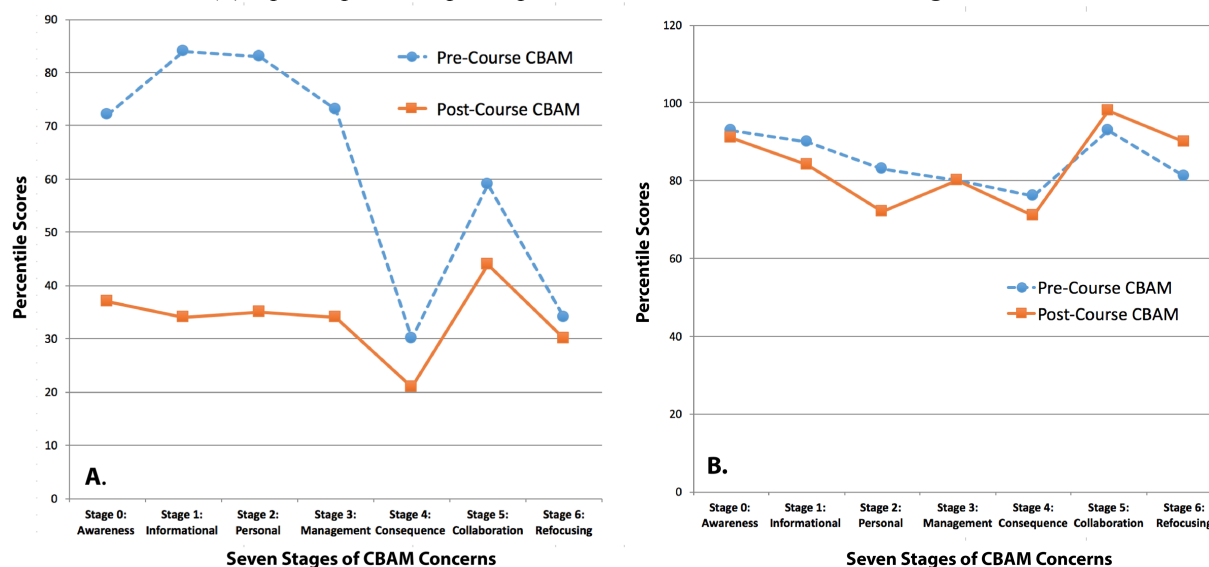 90
80
70
60
50
40
30
20
10
0
Percentile Scores
Pre-Course CBAM
Post-Course CBAM
A.
Stage 0: Awareness
Stage 1: Informational
Stage 2: Personal
Stage 3: Management
Stage 4: Consequence
Stage 5: Collaboration
Stage 6: Refocusing
Seven Stages of CBAM Concerns
120
100
80
60
40
20
0
Percentile Scores
Pre-Course CBAM
Post-Course CBAM
B.
Stage 0: Awareness
Stage 1: Informational
Stage 2: Personal
Stage 3: Management
Stage 4: Consequence
Stage 5: Collaboration
Stage 6: Refocusing
Seven Stages of CBAM Concerns